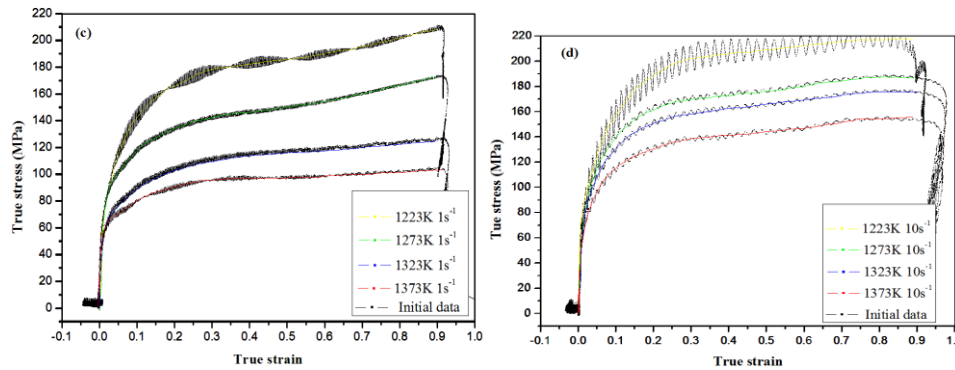 (c)
220
200
180
160
140
120
100
80
60
40
20
0
True stress (MPa)
-0.1 0.0 0.1 0.2 0.3 0.4 0.5 0.6 0.7 0.8 0.9 1.0
True strain
1223K 1s⁻¹
1273K 1s⁻¹
1323K 1s⁻¹
1373K 1s⁻¹
Initial data
(d)
220
200
180
160
140
120
100
80
60
40
20
0
-20
Tue stress (MPa)
-0.1 0.0 0.1 0.2 0.3 0.4 0.5 0.6 0.7 0.8 0.9 1.
True strain
1223K 10s⁻¹
1273K 10s⁻¹
1323K 10s⁻¹
1373K 10s⁻¹
Initial data